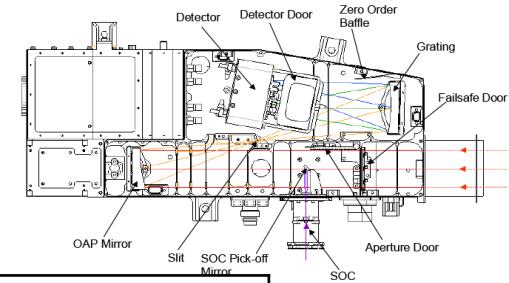 Detector
Detector Door
Zero Order
Baffle
Grating
Failsafe Door
OAP Mirror
Slit
SOC Pick-off
Mirror
SOC
Aperture Door